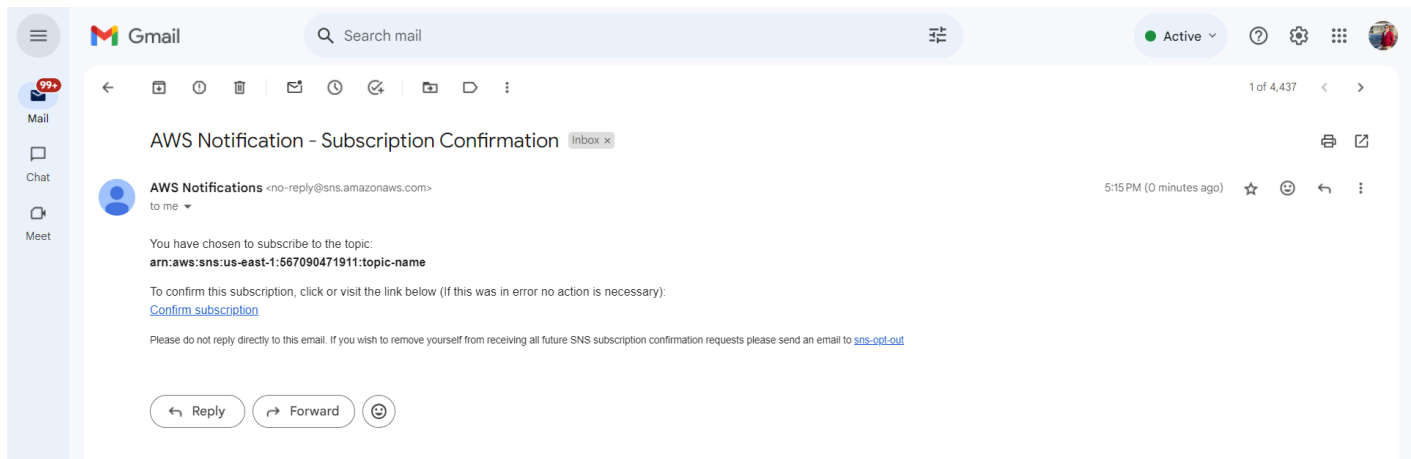 Gmail
Search mail
Active
99+
Mail
Chat
Meet
1 of 4,437
AWS Notification - Subscription Confirmation Inbox ×
AWS Notifications <no-reply@sns.amazonaws.com>
5:15 PM (0 minutes ago)
to me
You have chosen to subscribe to the topic:
arn:aws:sns:us-east-1:567090471911:topic-name
To confirm this subscription, click or visit the link below (If this was in error no action is necessary):
Confirm subscription
Please do not reply directly to this email. If you wish to remove yourself from receiving all future SNS subscription confirmation requests please send an email to sns-opt-out
Reply
Forward